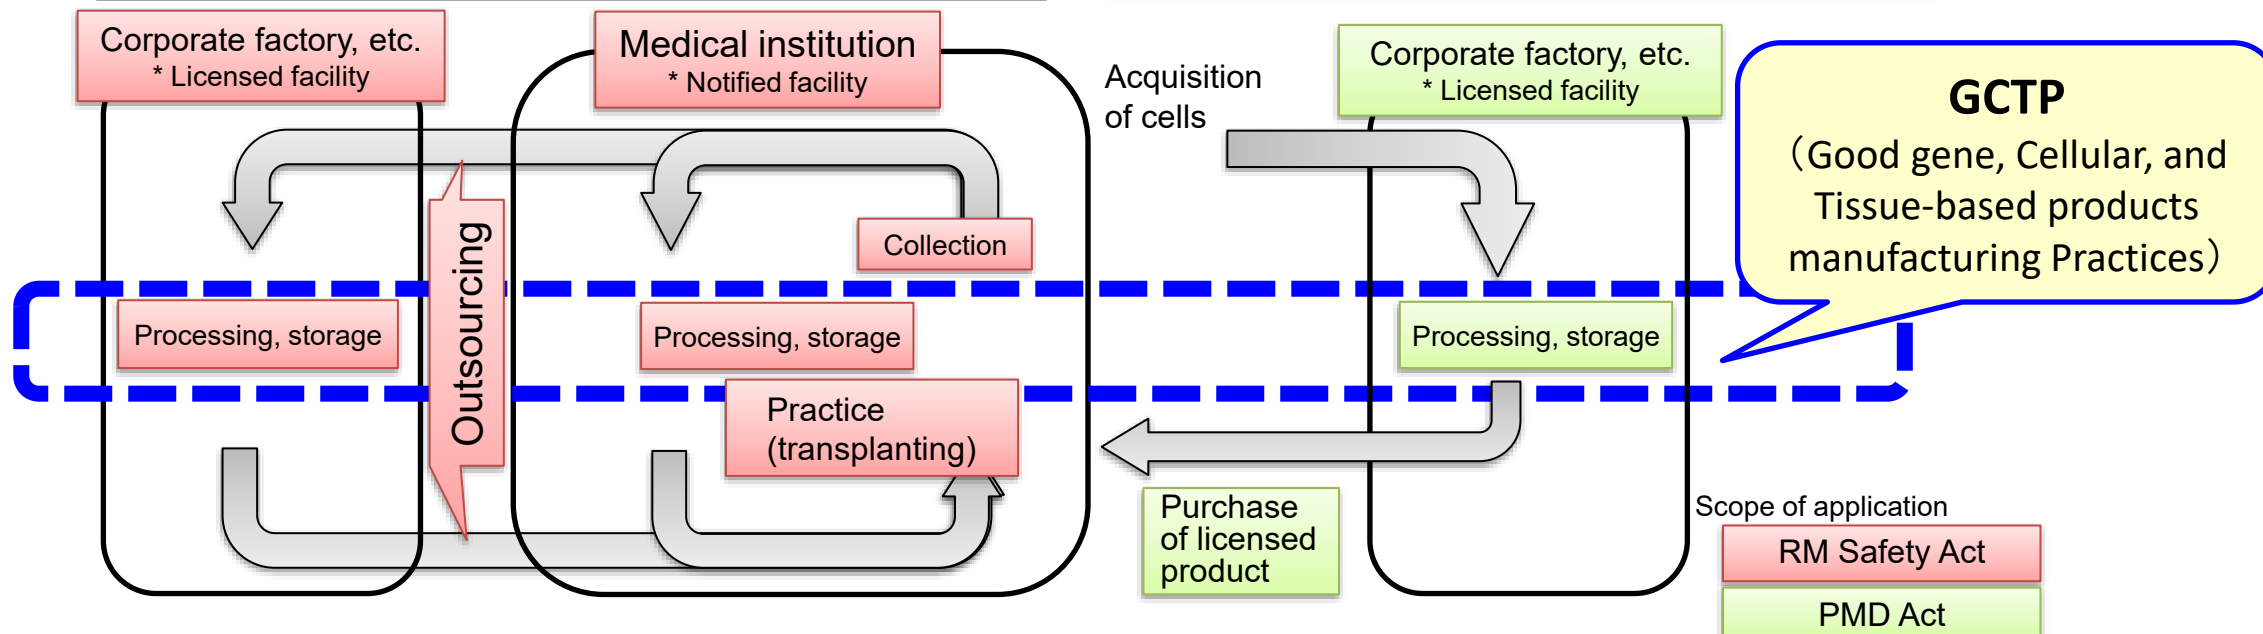 Corporate factory, etc.
* Licensed facility
Medical institution
* Notified facility
Acquisition
of cells
Corporate factory, etc.
* Licensed facility
GCTP
（Good gene, Cellular, and
Tissue-based products
manufacturing Practices）
Outsourcing
Collection
Processing, storage
Processing, storage
Processing, storage
Practice
(transplanting)
Purchase
of licensed
product
Scope of application
RM Safety Act
PMD Act